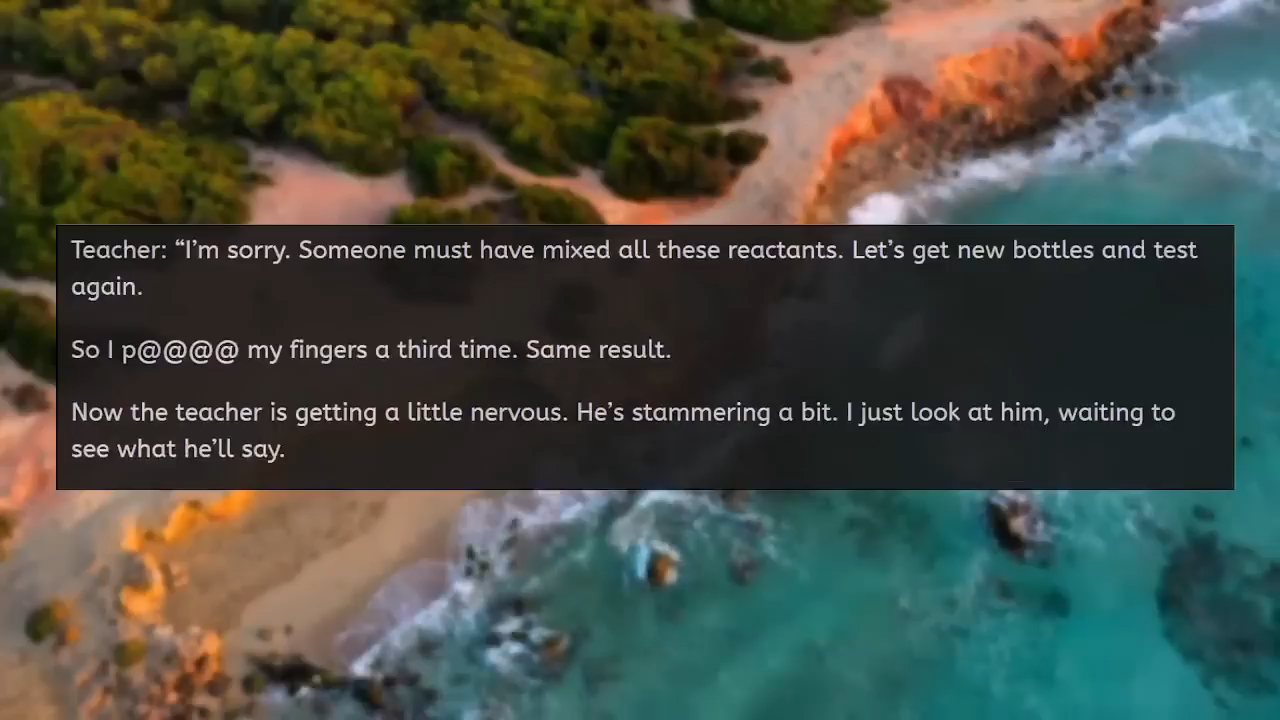 Teacher: “I’m sorry. Someone must have mixed all these reactants. Let’s get new bottles and test
again.
So I p@@@@ my fingers a third time. Same result.
Now the teacher is getting a little nervous. He’s stammering a bit. I just look at him, waiting to
see what he’ll say.